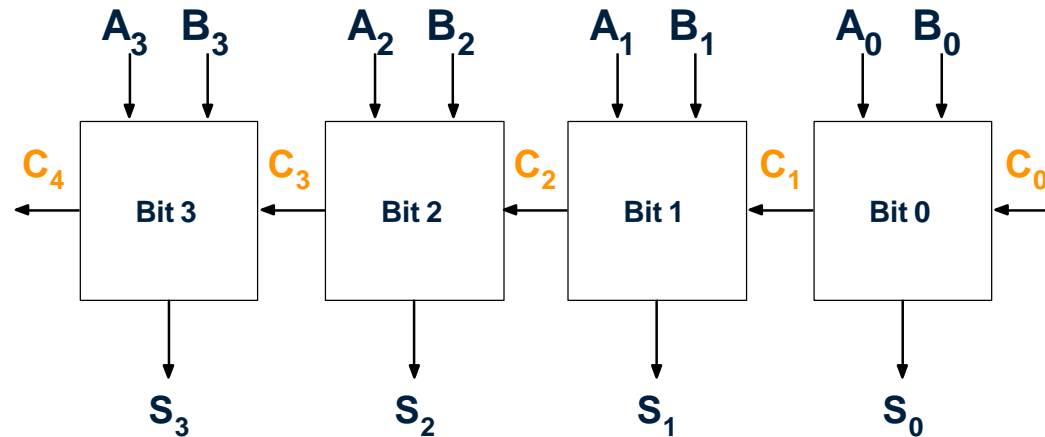 A₃ B₃ A₂ B₂ A₁ B₁ A₀ B₀
C₄ C₃ C₂ C₁ C₀
Bit 3 Bit 2 Bit 1 Bit 0
S₃ S₂ S₁ S₀